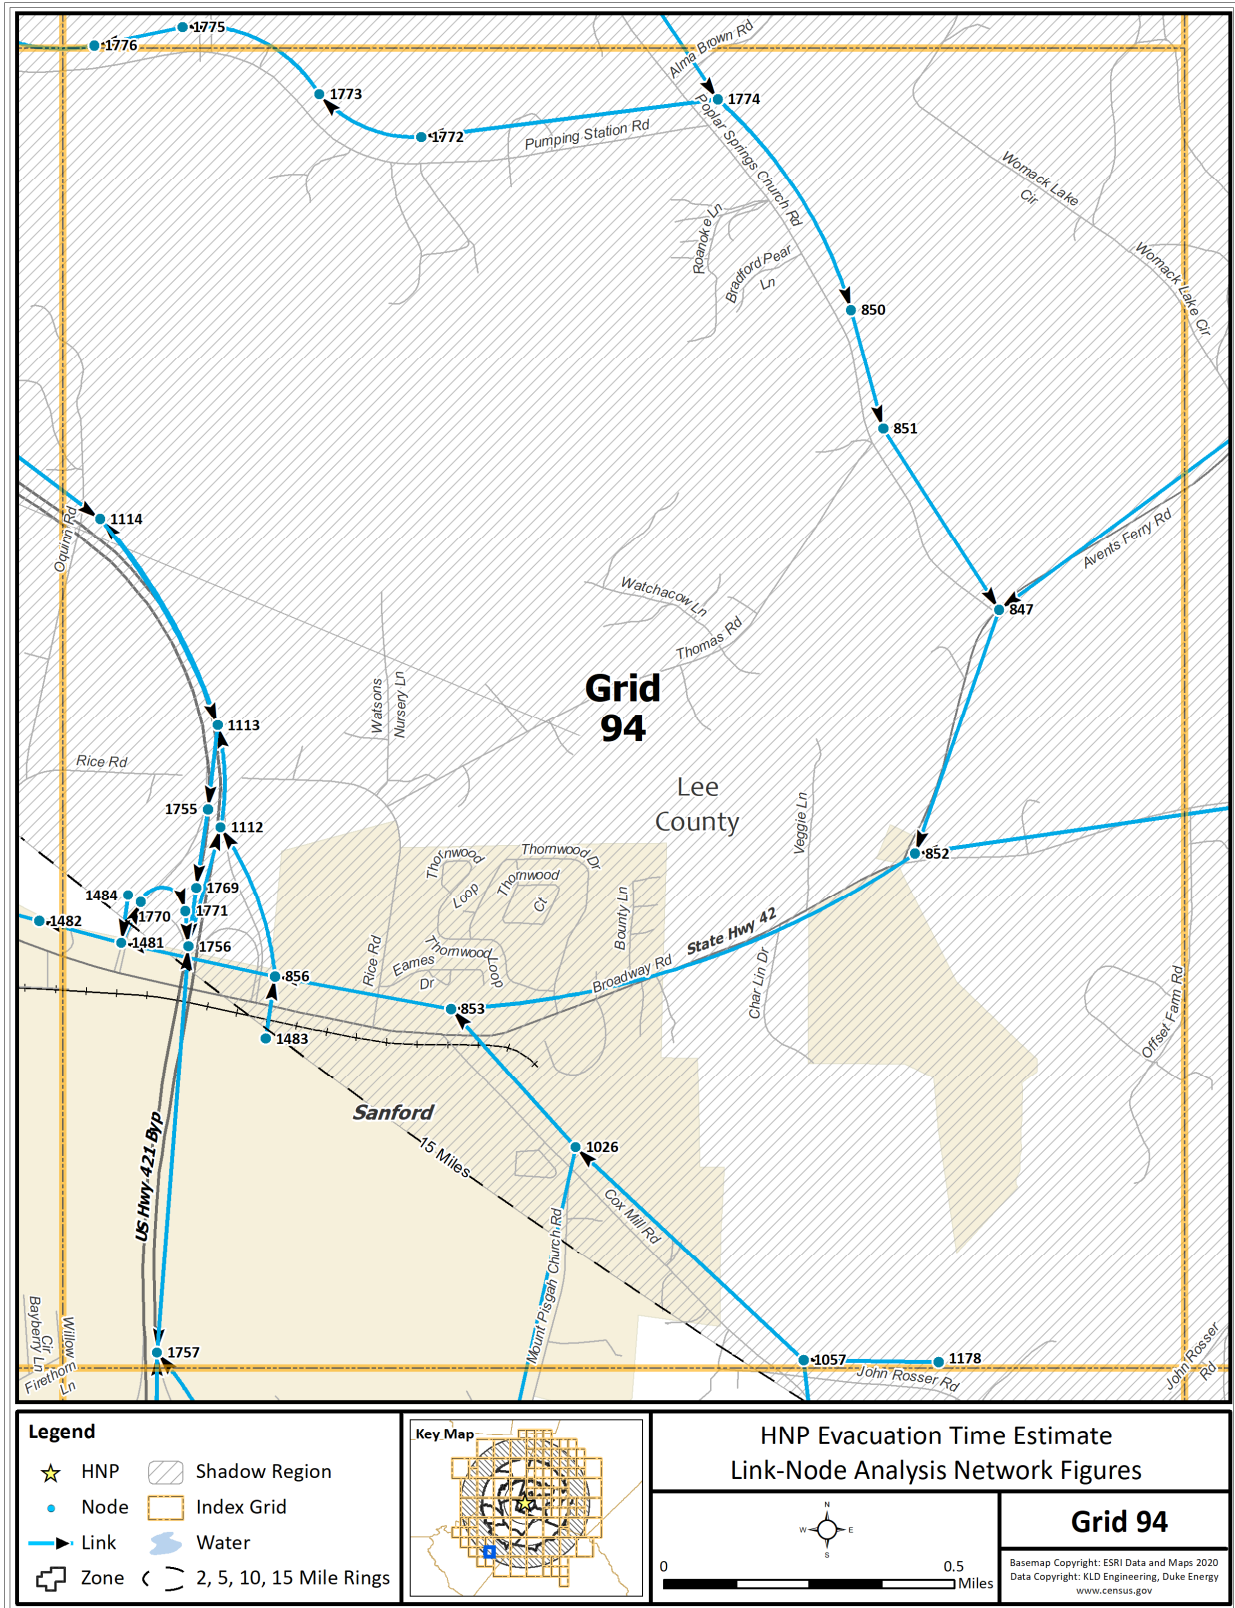 1775
1776
Alma Brown Rd
1773
1774
1772
Pumping Station Rd
Poplar Springs Church Rd
Womack Lake
Cir
Roanoke Ln
Bradford Pear
Ln
Womack Lake Cir
850
851
1114
Oquinn Rd
Avents Ferry Rd
Watchacow Ln
847
Thomas Rd
Grid
94
Watsons
Nursery Ln
1113
Rice Rd
Lee
County
1755
1112
Veggie Ln
852
Thornwood
Loop
Thornwood Dr
Thornwood
Ct
1769
1484
1770
1771
1482
1481
1756
Bounty Ln
State Hwy 42
Rice Rd
Eames
Dr
Thornwood Loop
Broadway Rd
Char Lin Dr
856
853
Offset Farm Rd
1483
Sanford
15 Miles
US Hwy 421 Byp
1026
Cox Mill Rd
Mount Pisgah Church Rd
Bayberry Ln
Cir
Willow
Firethorn
Ln
1757
1057
1178
John Rosser Rd
John Rosser
Rd
Legend
HNP
Shadow Region
Node
Index Grid
Link
Water
Zone
2, 5, 10, 15 Mile Rings
Key Map
HNP Evacuation Time Estimate
Link-Node Analysis Network Figures
N
W
E
S
0
0.5
Miles
Grid 94
Basemap Copyright: ESRI Data and Maps 2020
Data Copyright: KLD Engineering, Duke Energy
www.census.gov